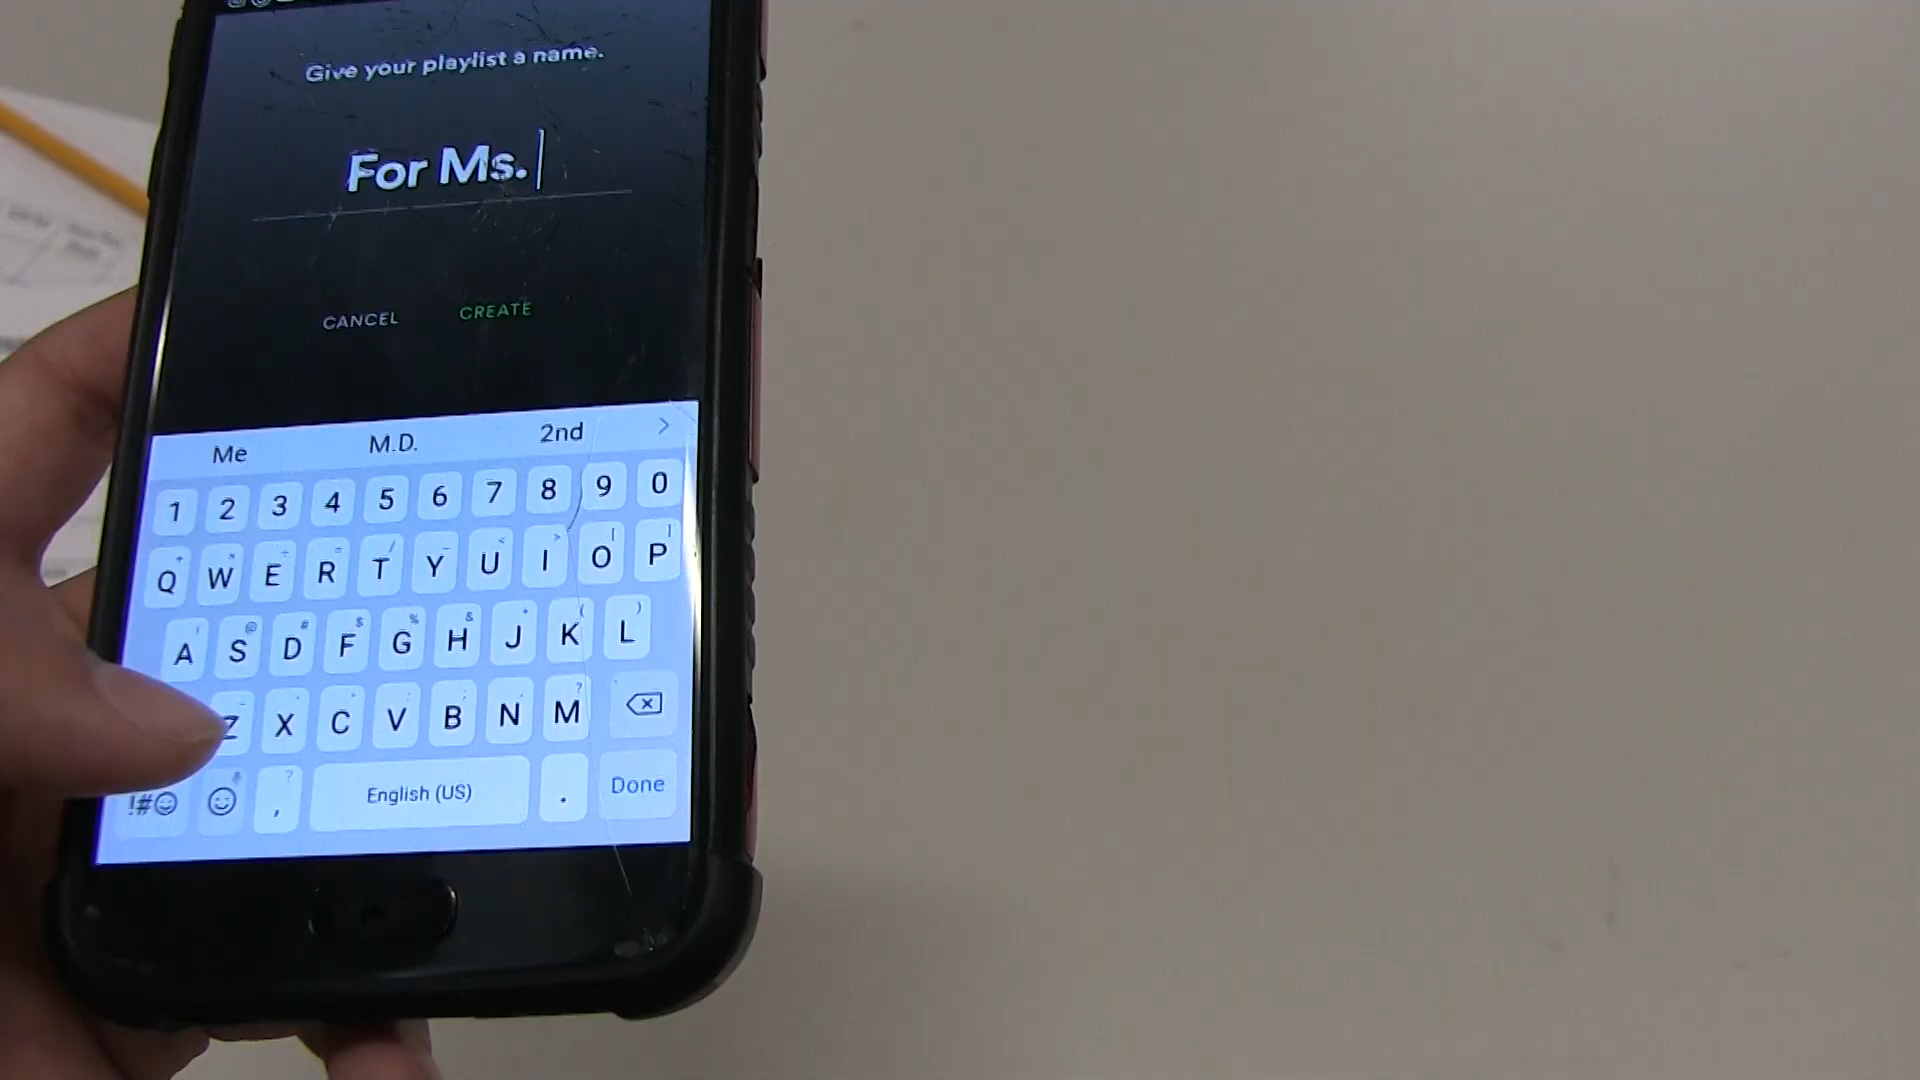 Give your playlist a name.
For Ms.
CANCEL CREATE
Me M.D. 2nd >
1 2 3 4 5 6 7 8 9 0
Q W E R T Y U I O P
A S D F G H J K L
Z X C V B N M
!#☺ , English (US) . Done